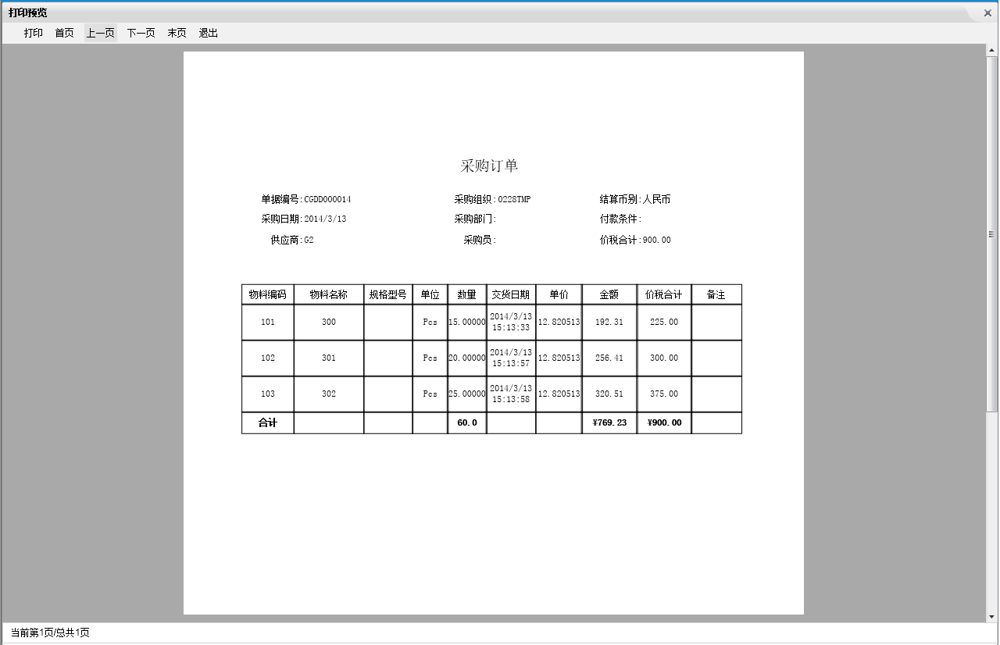 打印预览
打印 首页 上一页 下一页 末页 退出
采购订单
单据编号:CGDD000014 采购组织:0228TMP 结算币别:人民币
采购日期:2014/3/13 采购部门: 付款条件:
供应商:G2 采购员: 价税合计:900.00
物料编码 物料名称 规格型号 单位 数量 交货日期 单价 金额 价税合计 备注
101 300 Pcs 15.00000 2014/3/13 15:13:33 12.820513 192.31 225.00
102 301 Pcs 20.00000 2014/3/13 15:13:57 12.820513 256.41 300.00
103 302 Pcs 25.00000 2014/3/13 15:13:58 12.820513 320.51 375.00
合计 60.0 ¥769.23 ¥900.00
当前第1页/总共1页